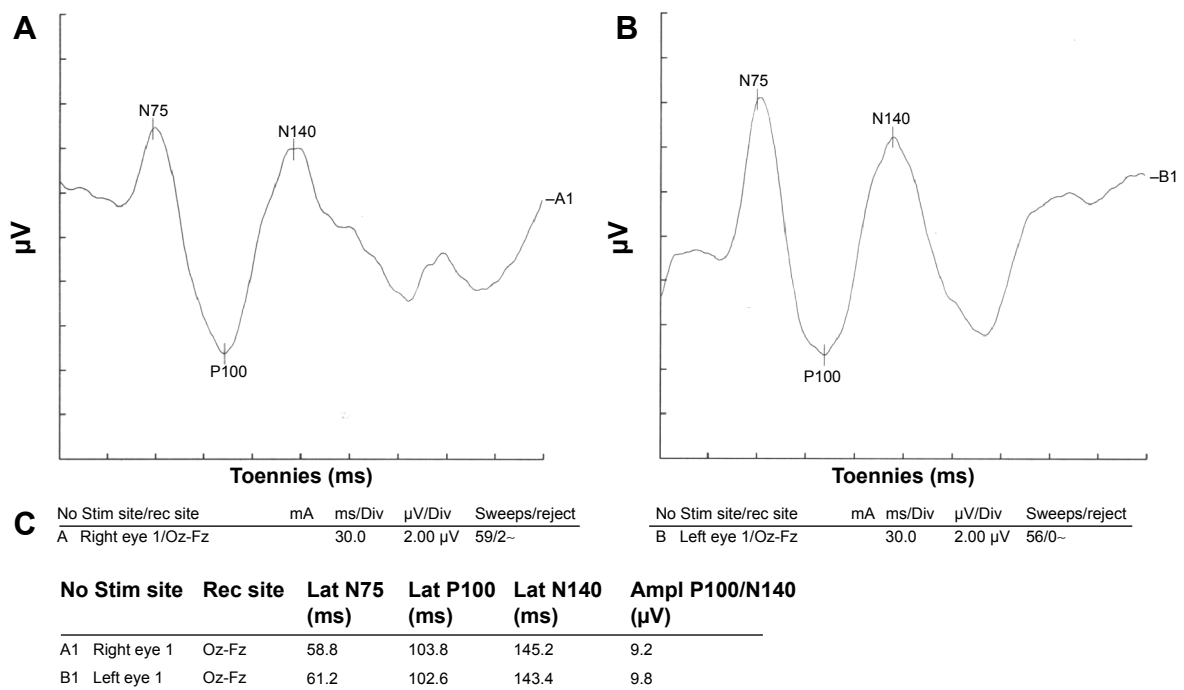 A
B
N75
N140
–A1
P100
µV
Toennies (ms)
N75
N140
–B1
P100
µV
Toennies (ms)
C
No Stim site/rec site mA ms/Div µV/Div Sweeps/reject
A Right eye 1/Oz-Fz 30.0 2.00 µV 59/2~
No Stim site/rec site mA ms/Div µV/Div Sweeps/reject
B Left eye 1/Oz-Fz 30.0 2.00 µV 56/0~
No Stim site Rec site Lat N75 (ms) Lat P100 (ms) Lat N140 (ms) Ampl P100/N140 (µV)
A1 Right eye 1 Oz-Fz 58.8 103.8 145.2 9.2
B1 Left eye 1 Oz-Fz 61.2 102.6 143.4 9.8